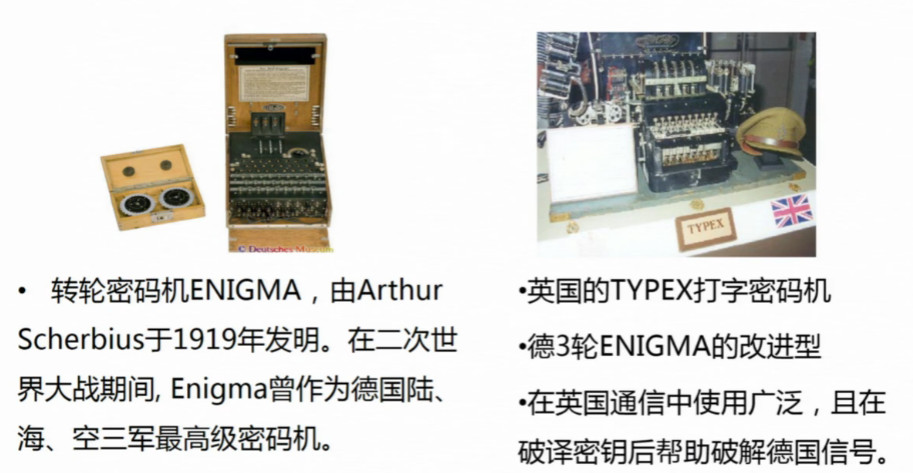 © Deutsches Museum
TYPEX
• 转轮密码机ENIGMA，由Arthur
Scherbius于1919年发明。在二次世
界大战期间, Enigma曾作为德国陆、
海、空三军最高级密码机。
•英国的TYPEX打字密码机
•德3轮ENIGMA的改进型
•在英国通信中使用广泛，且在
破译密钥后帮助破解德国信号。